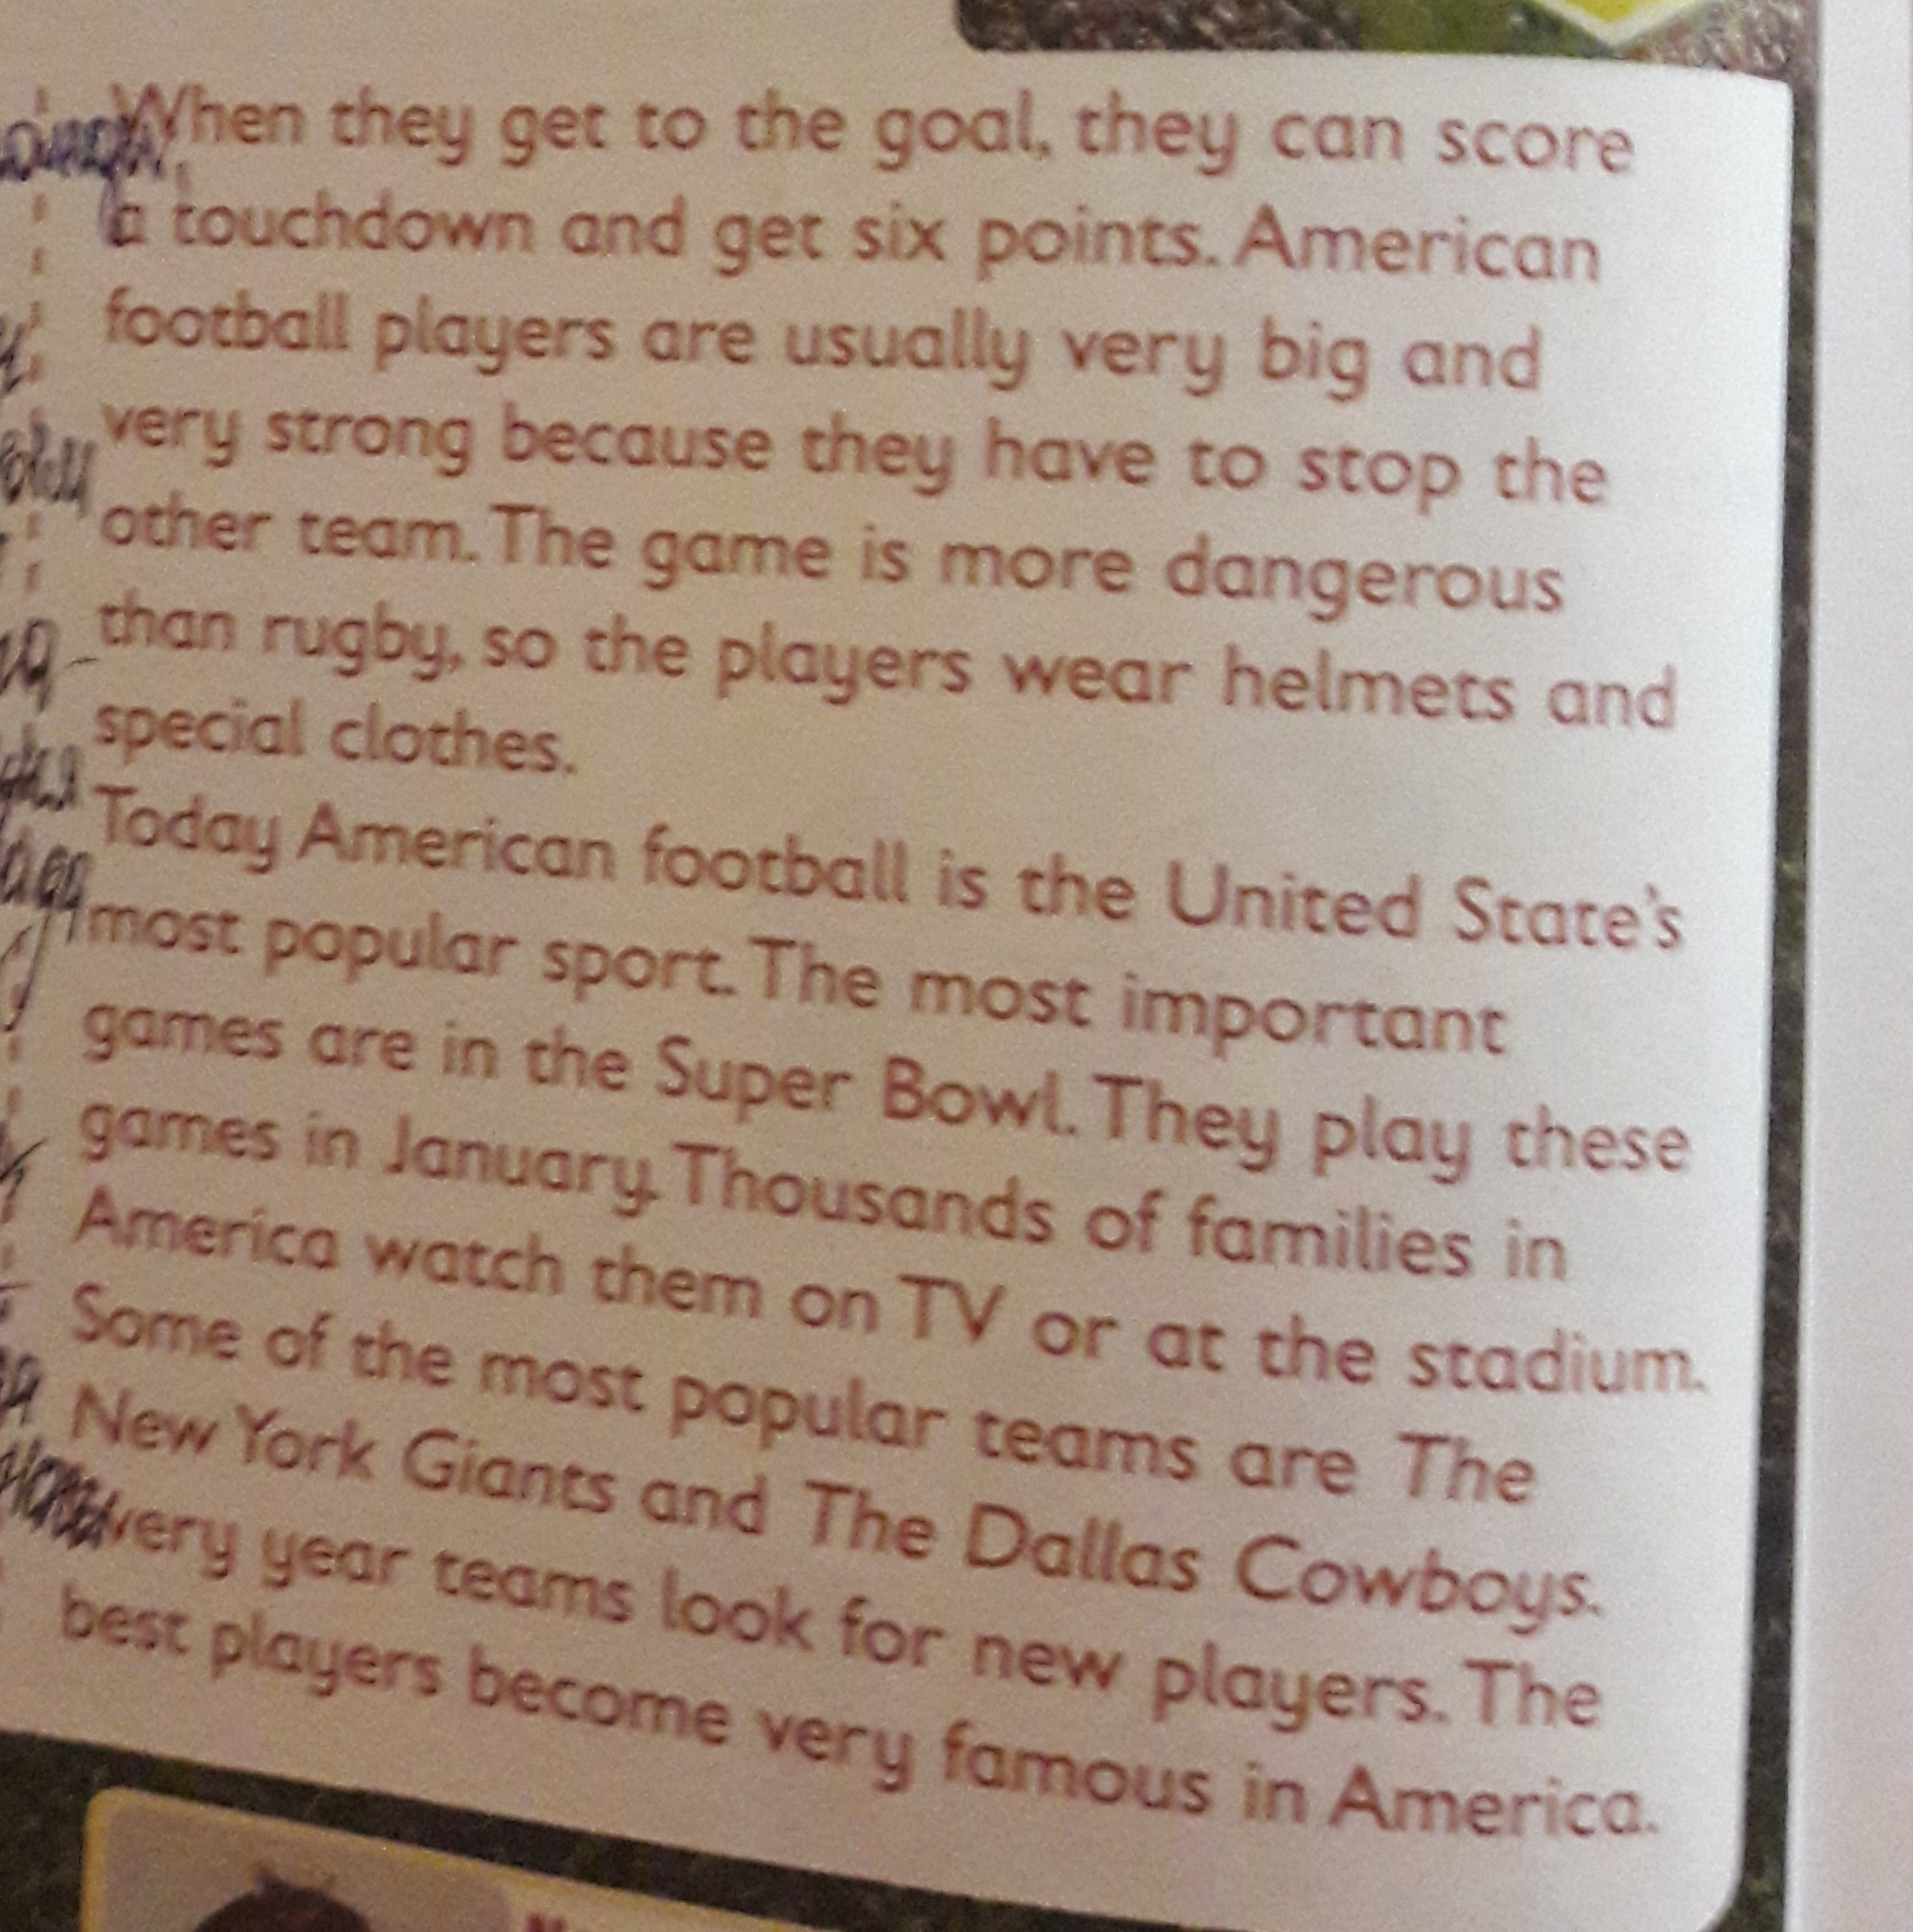 When they get to the goal, they can score
a touchdown and get six points. American
football players are usually very big and
very strong because they have to stop the
other team. The game is more dangerous
than rugby, so the players wear helmets and
special clothes.
Today American football is the United State's
most popular sport. The most important
games are in the Super Bowl. They play these
games in January. Thousands of families in
America watch them on TV or at the stadium.
Some of the most popular teams are The
New York Giants and The Dallas Cowboys.
very year teams look for new players. The
best players become very famous in America.